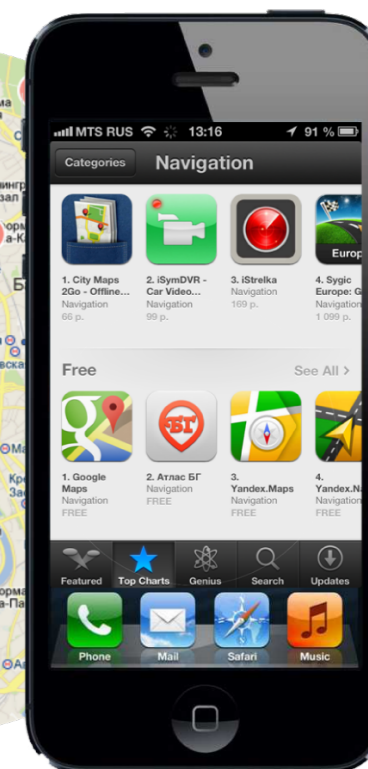 MTS RUS 13:16 91 %
Categories Navigation
Europ
1. City Maps 2. iSymDVR - 3. iStrelka 4. Sygic
2Go - Offline... Car Video... Navigation Europe: G
Navigation Navigation 169 р. Navigation
66 р. 99 р. 1 099 р.
Free See All >
БГ
1. Google 2. Атлас БГ 3. 4.
Maps Navigation Yandex.Maps Yandex.N
Navigation FREE Navigation Navigation
FREE FREE FREE
Featured Top Charts Genius Search Updates
Phone Mail Safari Music